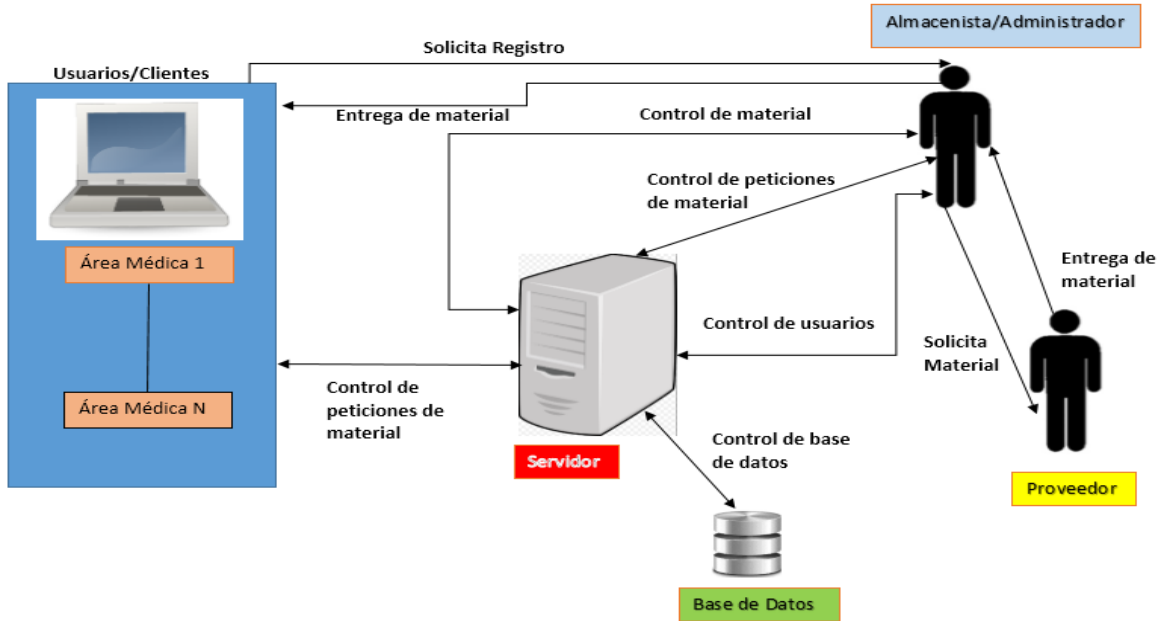 Almacenista/Administrador
Solicita Registro
Usuarios/Clientes
Entrega de material
Control de material
Control de peticiones
de material
Área Médica 1
Entrega de
material
Control de usuarios
Solicita
Material
Control de
peticiones de
material
Área Médica N
Control de base
de datos
Servidor
Proveedor
Base de Datos